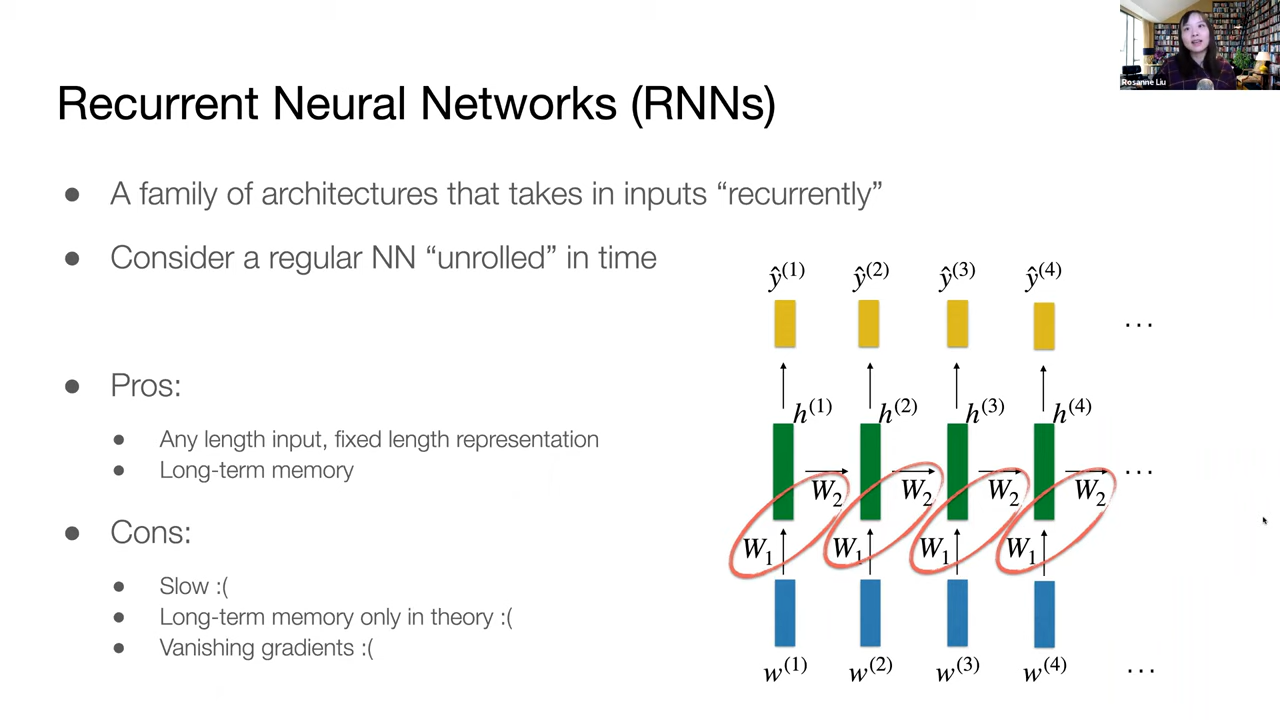 Rosanne Liu
Recurrent Neural Networks (RNNs)
● A family of architectures that takes in inputs “recurrently”
● Consider a regular NN “unrolled” in time
● Pros:
● Any length input, fixed length representation
● Long-term memory
● Cons:
● Slow :(
● Long-term memory only in theory :(
● Vanishing gradients :(
ŷ(1) ŷ(2) ŷ(3) ŷ(4)
...
h(1) h(2) h(3) h(4)
...
W2 W2 W2 W2
W1 W1 W1 W1
w(1) w(2) w(3) w(4) ...